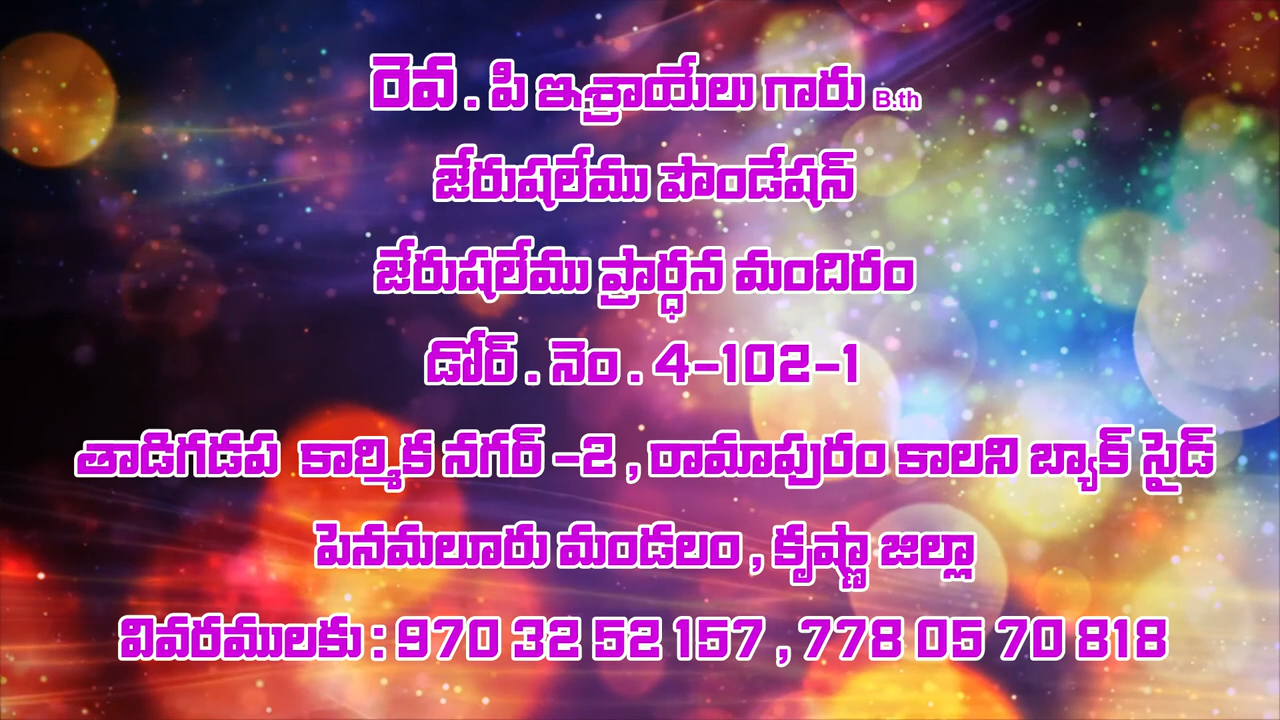 రెవ . పి ఇశ్రాయేలు గారు B.th
జేరుషలేము పౌండేషన్
జేరుషలేము ప్రార్ధన మందిరం
డోర్ . నెం . 4-102-1
తాడిగడప కార్మిక నగర్ -2 , రామాపురం కాలని బ్యాక్ సైడ్
పెనమలూరు మండలం , కృష్ణా జిల్లా
వివరములకు : 970 32 52 157 , 778 05 70 818